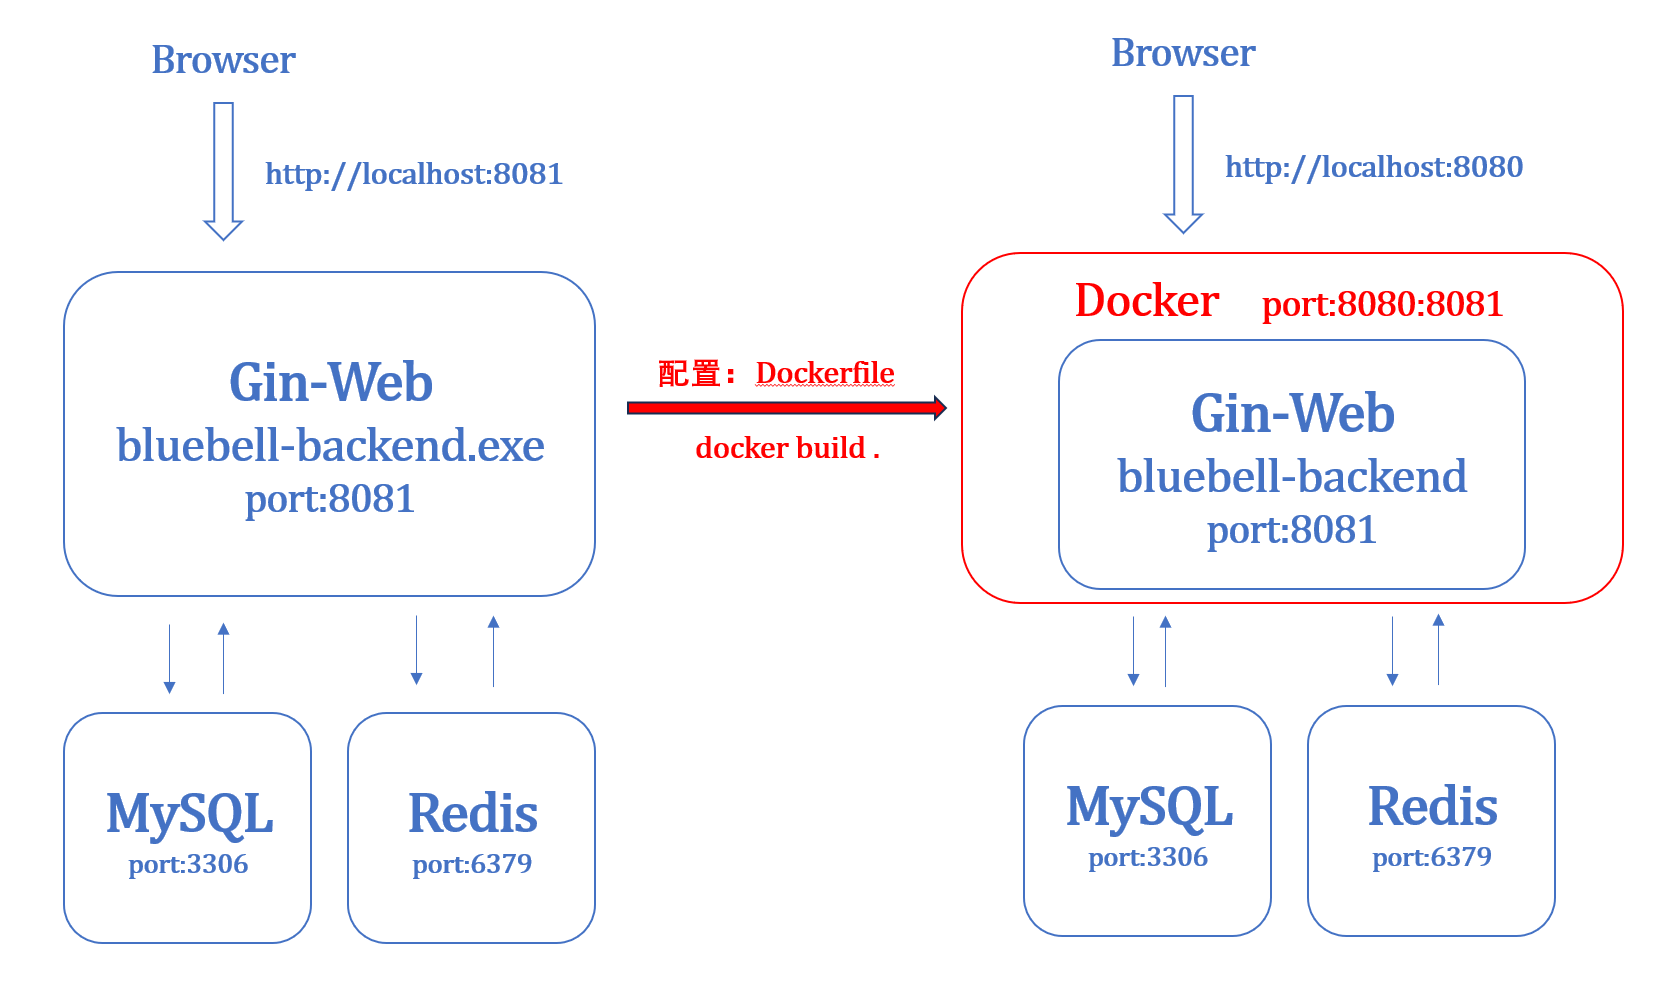 Browser
http://localhost:8081
Gin-Web
bluebell-backend.exe
port:8081
MySQL
port:3306
Redis
port:6379
配置：Dockerfile
docker build .
Browser
http://localhost:8080
Docker port:8080:8081
Gin-Web
bluebell-backend
port:8081
MySQL
port:3306
Redis
port:6379